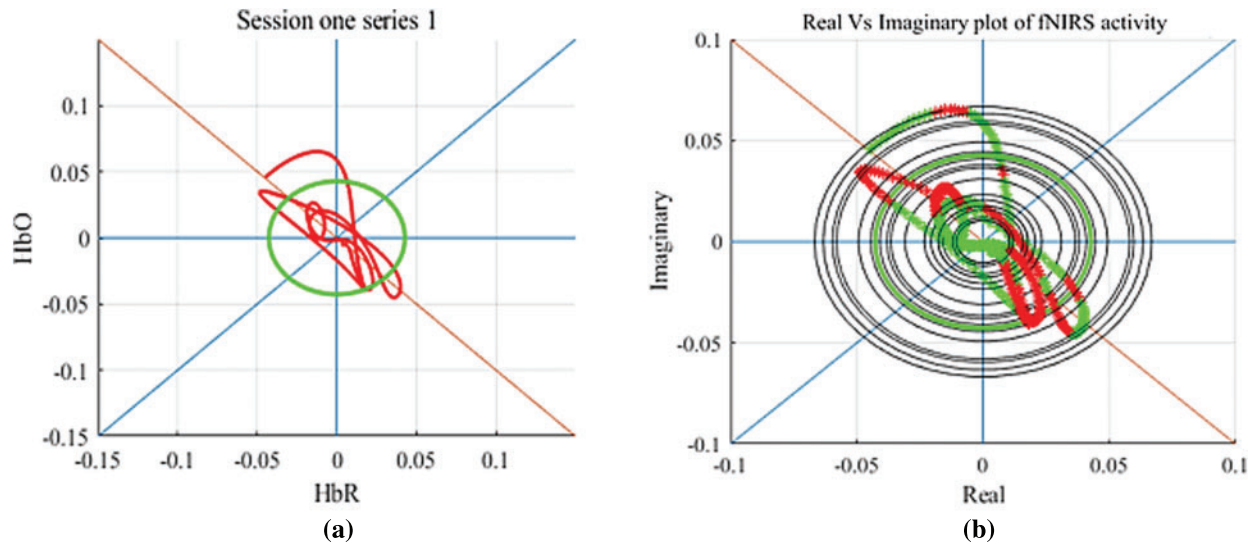 Session one series 1
0.1
0.05
0
-0.05
-0.1
-0.15
-0.15
-0.1
-0.05
0
0.05
0.1
HbO
HbR
(a)
Real Vs Imaginary plot of fNIRS activity
0.1
0.05
0
-0.05
-0.1
-0.1
-0.05
0
0.05
0.1
Imaginary
Real
(b)